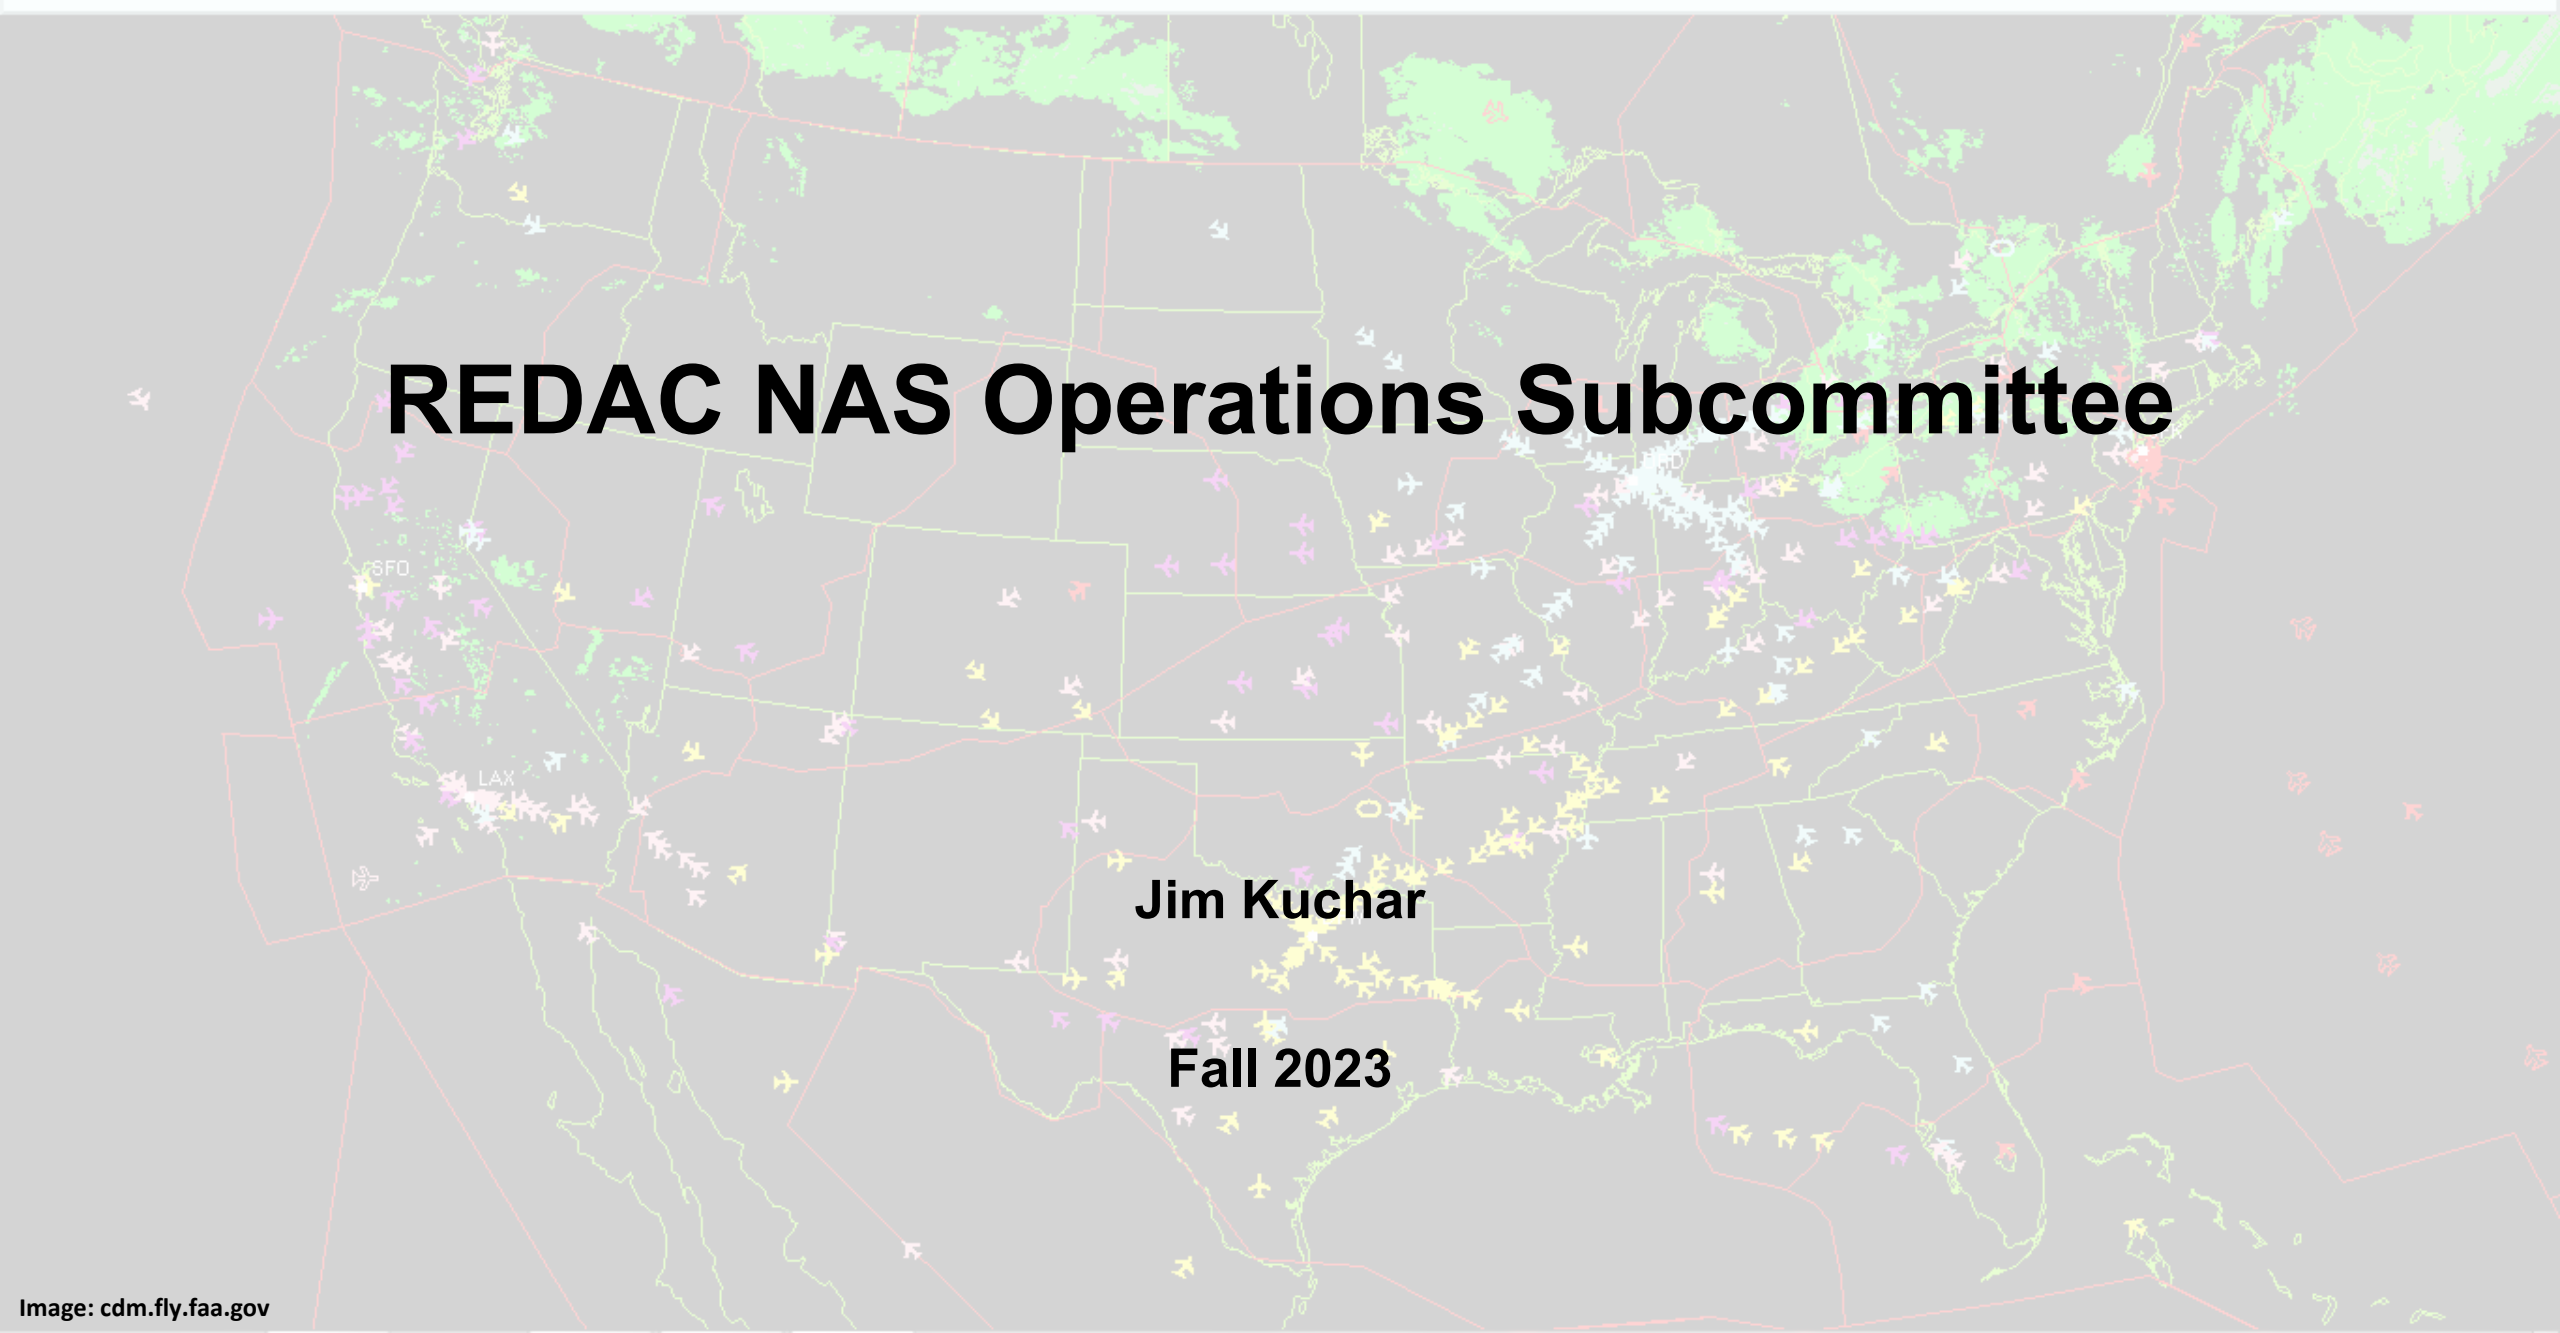 REDAC NAS Operations Subcommittee
SFO
LAX
Jim Kuchar
Fall 2023
Image: cdm.fly.faa.gov